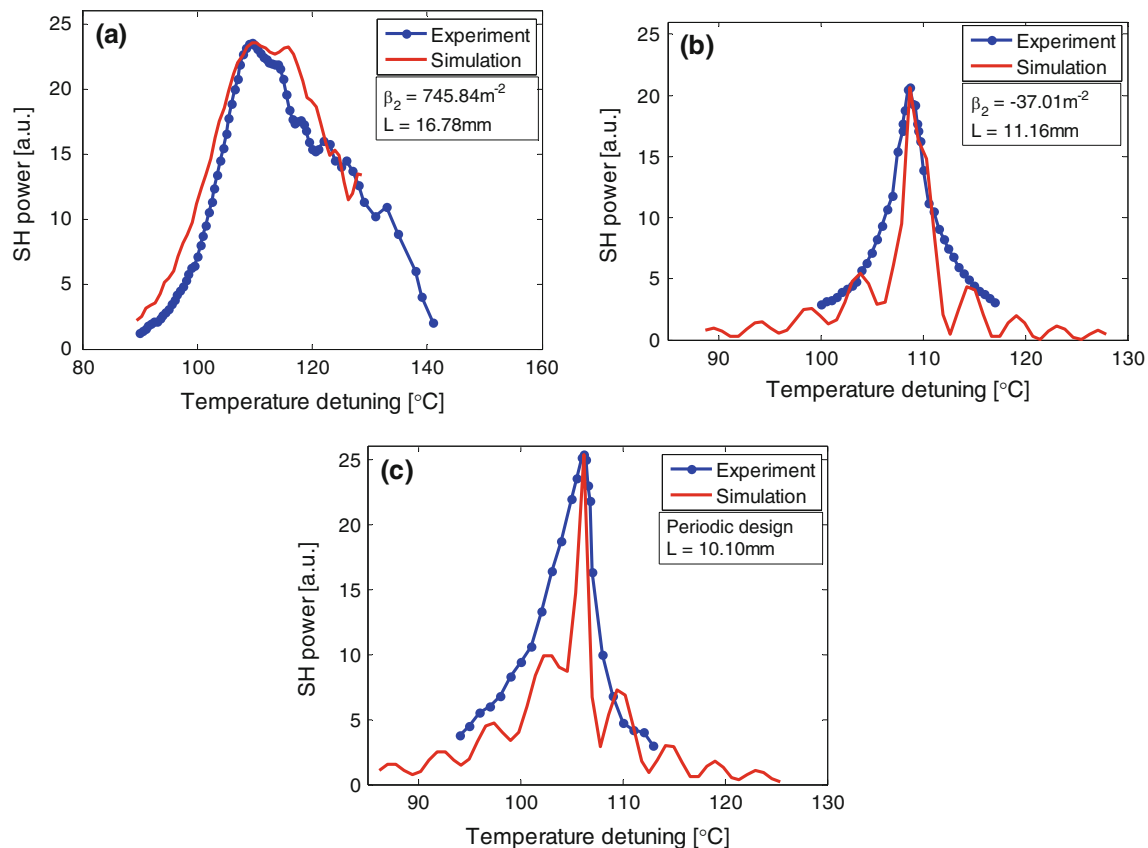 (a)
Experiment
Simulation
β₂ = 745.84m⁻²
L = 16.78mm
SH power [a.u.]
25
20
15
10
5
0
80 100 120 140 160
Temperature detuning [°C]
(b)
Experiment
Simulation
β₂ = -37.01m⁻²
L = 11.16mm
SH power [a.u.]
25
20
15
10
5
0
90 100 110 120 130
Temperature detuning [°C]
(c)
Experiment
Simulation
Periodic design
L = 10.10mm
SH power [a.u.]
25
20
15
10
5
0
90 100 110 120 130
Temperature detuning [°C]